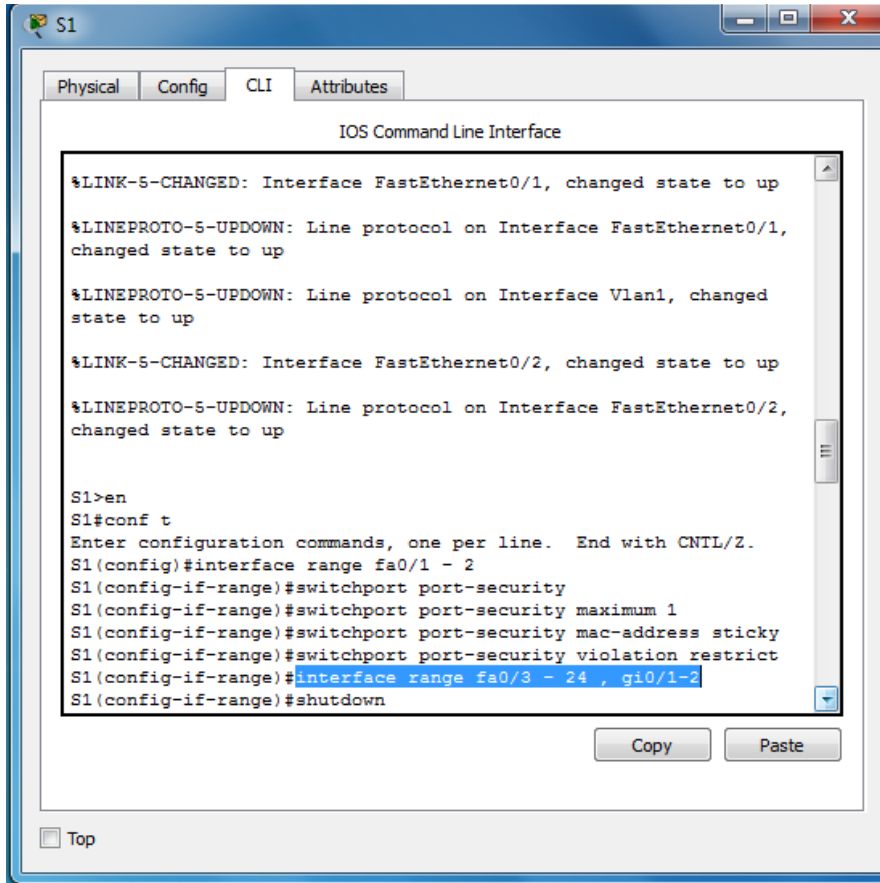 S1
Physical Config CLI Attributes
IOS Command Line Interface
%LINK-5-CHANGED: Interface FastEthernet0/1, changed state to up
%LINEPROTO-5-UPDOWN: Line protocol on Interface FastEthernet0/1,
changed state to up
%LINEPROTO-5-UPDOWN: Line protocol on Interface Vlan1, changed
state to up
%LINK-5-CHANGED: Interface FastEthernet0/2, changed state to up
%LINEPROTO-5-UPDOWN: Line protocol on Interface FastEthernet0/2,
changed state to up
S1>en
S1#conf t
Enter configuration commands, one per line.  End with CNTL/Z.
S1(config)#interface range fa0/1 - 2
S1(config-if-range)#switchport port-security
S1(config-if-range)#switchport port-security maximum 1
S1(config-if-range)#switchport port-security mac-address sticky
S1(config-if-range)#switchport port-security violation restrict
S1(config-if-range)#interface range fa0/3 - 24 , gi0/1-2
S1(config-if-range)#shutdown
Copy Paste
Top